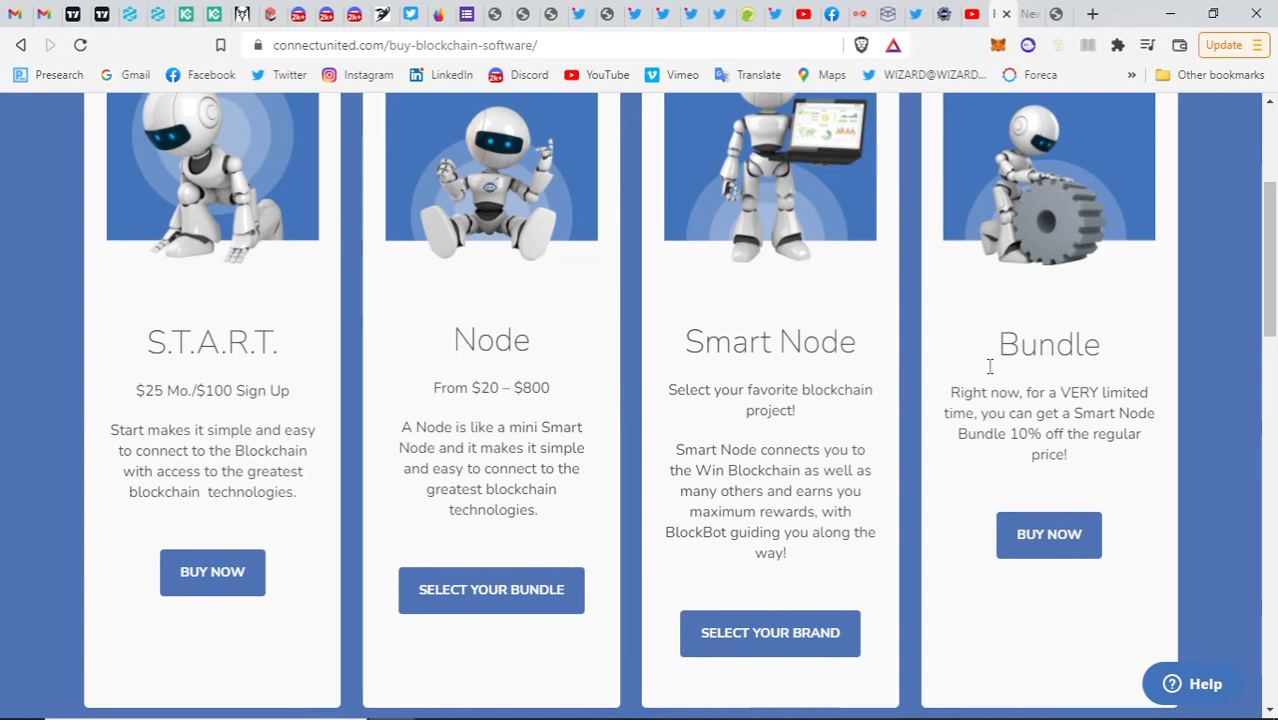 connectunited.com/buy-blockchain-software/
Update
Presearch
Gmail
Facebook
Twitter
Instagram
LinkedIn
Discord
YouTube
Vimeo
Translate
Maps
WIZARD@WIZARD...
Foreca
»
Other bookmarks
S.T.A.R.T.
$25 Mo./$100 Sign Up
Start makes it simple and easy
to connect to the Blockchain
with access to the greatest
blockchain technologies.
BUY NOW
Node
From $20 – $800
A Node is like a mini Smart
Node and it makes it simple
and easy to connect to the
greatest blockchain
technologies.
SELECT YOUR BUNDLE
Smart Node
Select your favorite blockchain
project!
Smart Node connects you to
the Win Blockchain as well as
many others and earns you
maximum rewards, with
BlockBot guiding you along the
way!
SELECT YOUR BRAND
Bundle
Right now, for a VERY limited
time, you can get a Smart Node
Bundle 10% off the regular
price!
BUY NOW
Help